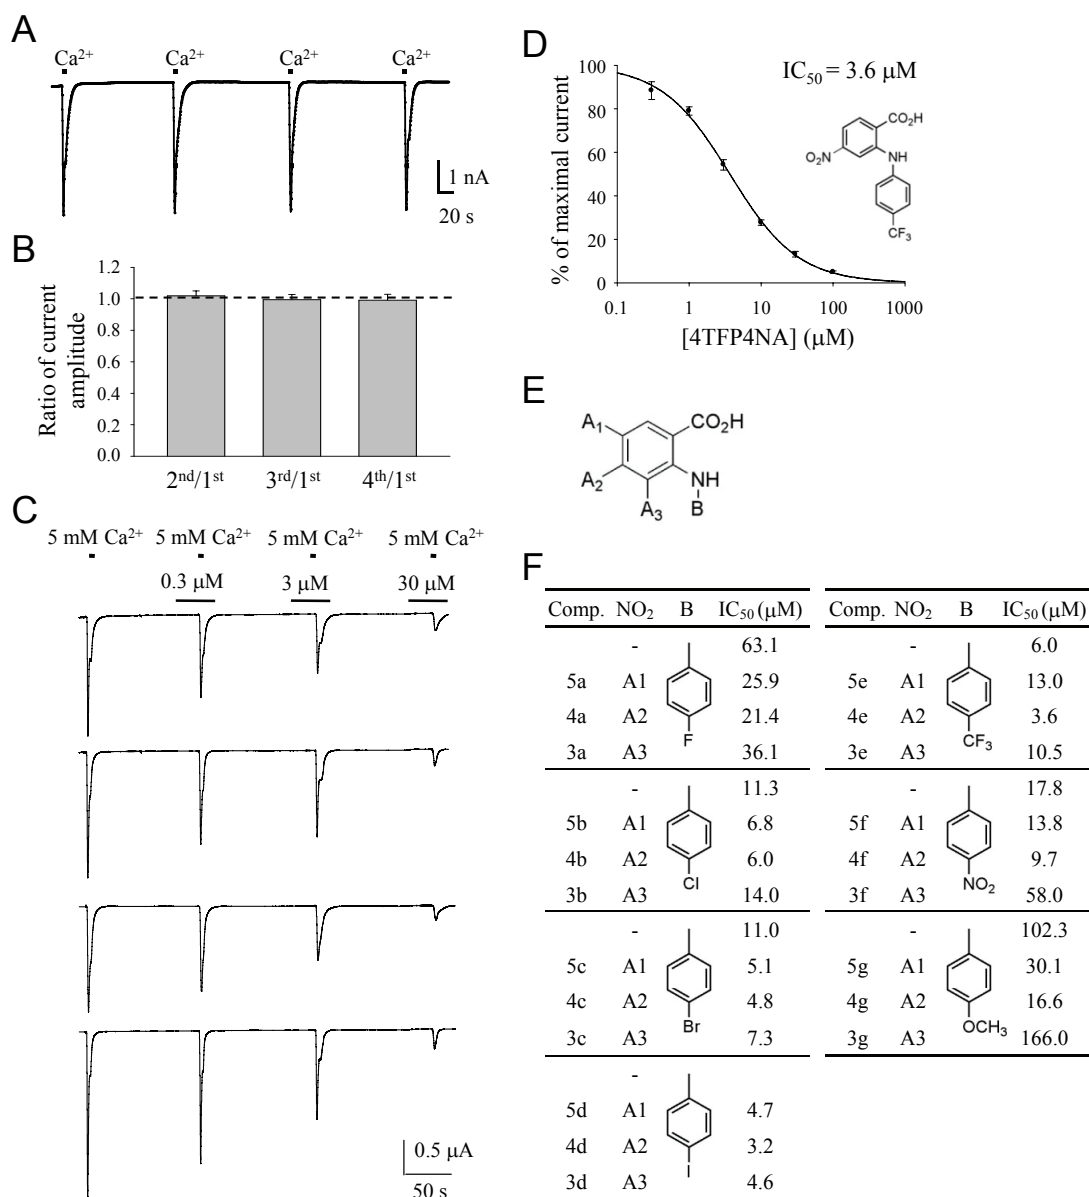 A
Ca²⁺ Ca²⁺ Ca²⁺ Ca²⁺
1 nA
20 s
B
Ratio of current
amplitude
1.2
1.0
0.8
0.6
0.4
0.2
0.0
2ⁿᵈ/1ˢᵗ 3ʳᵈ/1ˢᵗ 4ᵗʰ/1ˢᵗ
C
5 mM Ca²⁺ 5 mM Ca²⁺ 5 mM Ca²⁺ 5 mM Ca²⁺
0.3 μM 3 μM 30 μM
0.5 μA
50 s
D
% of maximal current
100
80
60
40
20
0
0.1 1 10 100 1000
[4TFP4NA] (μM)
IC₅₀ = 3.6 μM
CO₂H
O₂N
NH
CF₃
E
A₁
CO₂H
A₂
NH
A₃
B
F
Comp. NO₂ B IC₅₀ (μM)
- 63.1
5a A1 25.9
4a A2 21.4
F
3a A3 36.1
- 11.3
5b A1 6.8
4b A2 6.0
Cl
3b A3 14.0
- 11.0
5c A1 5.1
4c A2 4.8
Br
3c A3 7.3
-
5d A1 4.7
4d A2 3.2
I
3d A3 4.6
Comp. NO₂ B IC₅₀ (μM)
- 6.0
5e A1 13.0
4e A2 3.6
CF₃
3e A3 10.5
- 17.8
5f A1 13.8
4f A2 9.7
NO₂
3f A3 58.0
- 102.3
5g A1 30.1
4g A2 16.6
OCH₃
3g A3 166.0